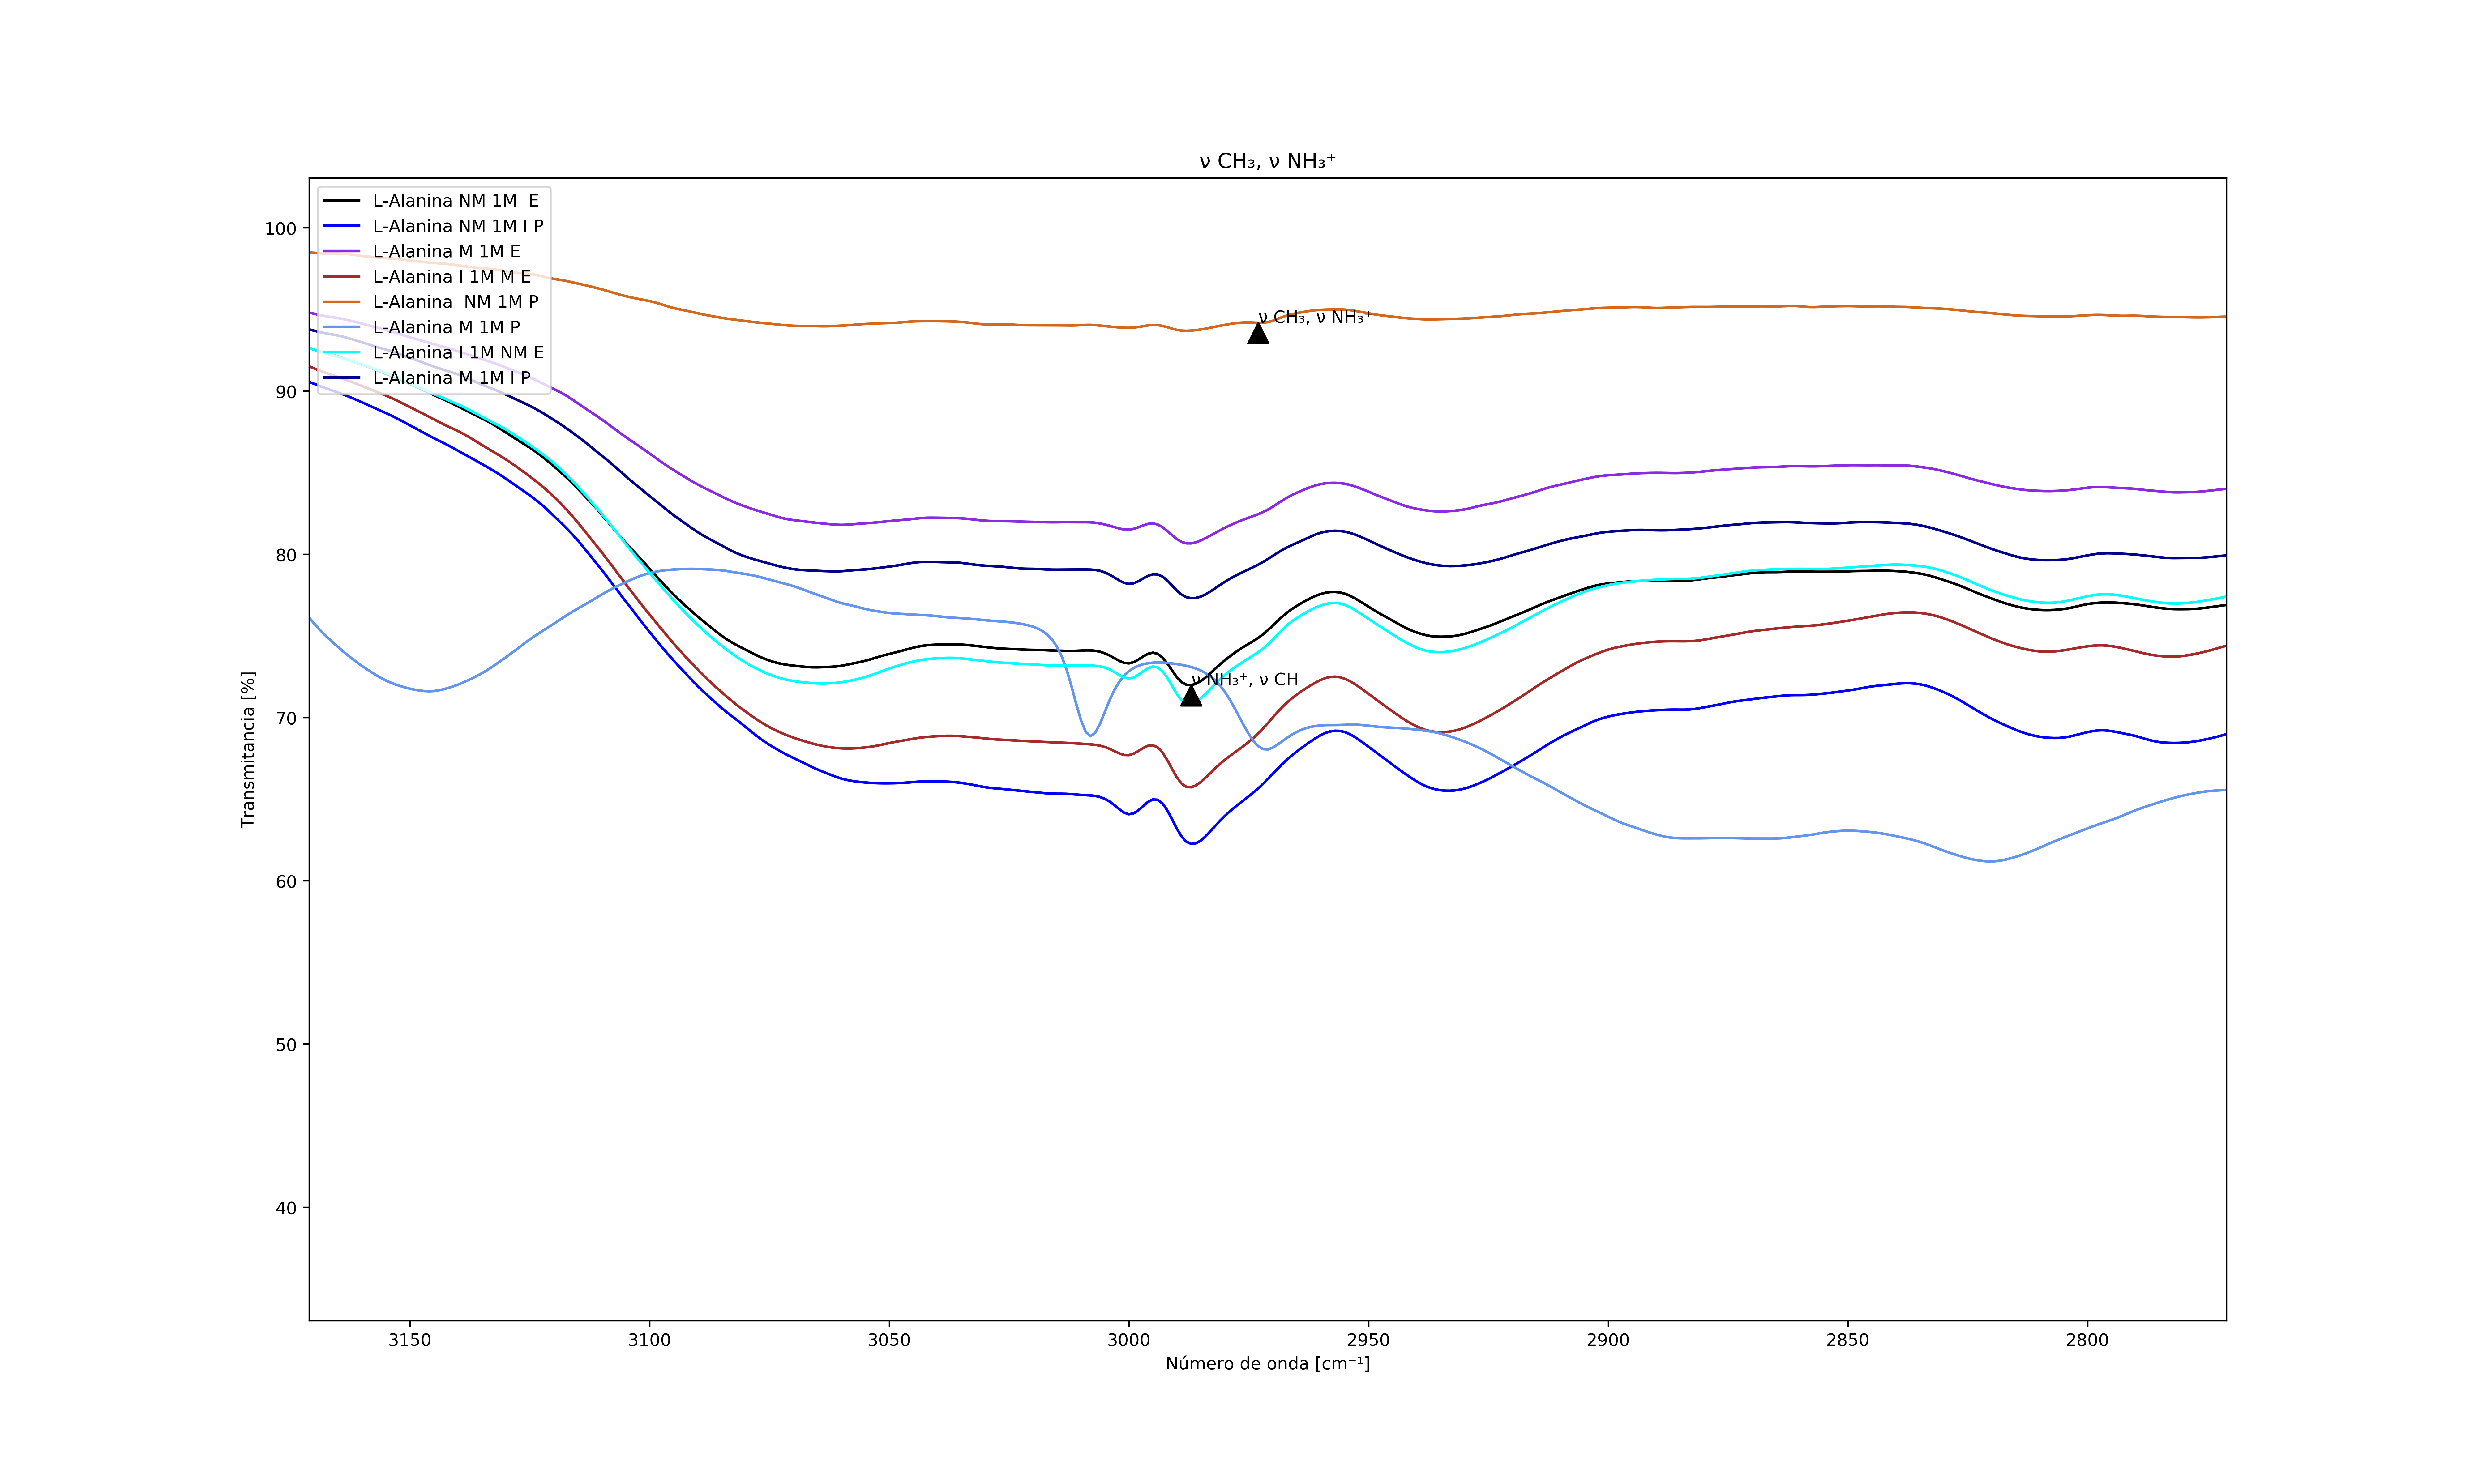 ν CH₃, ν NH₃⁺
L-Alanina NM 1M  E
L-Alanina NM 1M I P
L-Alanina M 1M E
L-Alanina I 1M M E
L-Alanina  NM 1M P
L-Alanina M 1M P
L-Alanina I 1M NM E
L-Alanina M 1M I P
ν CH₃, ν NH₃⁺
ν NH₃⁺, ν CH
100
90
80
70
60
50
40
Transmitancia [%]
3150 3100 3050 3000 2950 2900 2850 2800
Número de onda [cm⁻¹]